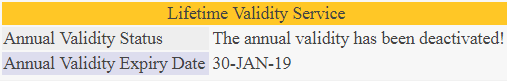 Lifetime Validity Service
Annual Validity Status The annual validity has been deactivated!
Annual Validity Expiry Date 30-JAN-19